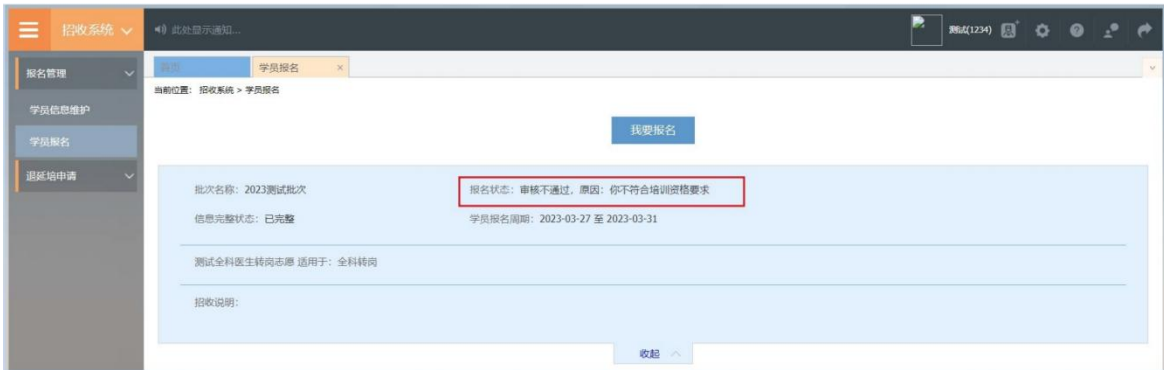 招收系统
此处显示通知...
测试(1234)
报名管理
学员信息维护
学员报名
退延培申请
首页
学员报名 ×
当前位置： 招收系统 > 学员报名
我要报名
批次名称：2023测试批次
报名状态：审核不通过，原因：你不符合培训资格要求
信息完整状态：已完整
学员报名周期：2023-03-27 至 2023-03-31
测试全科医生转岗志愿 适用于：全科转岗
招收说明：
收起